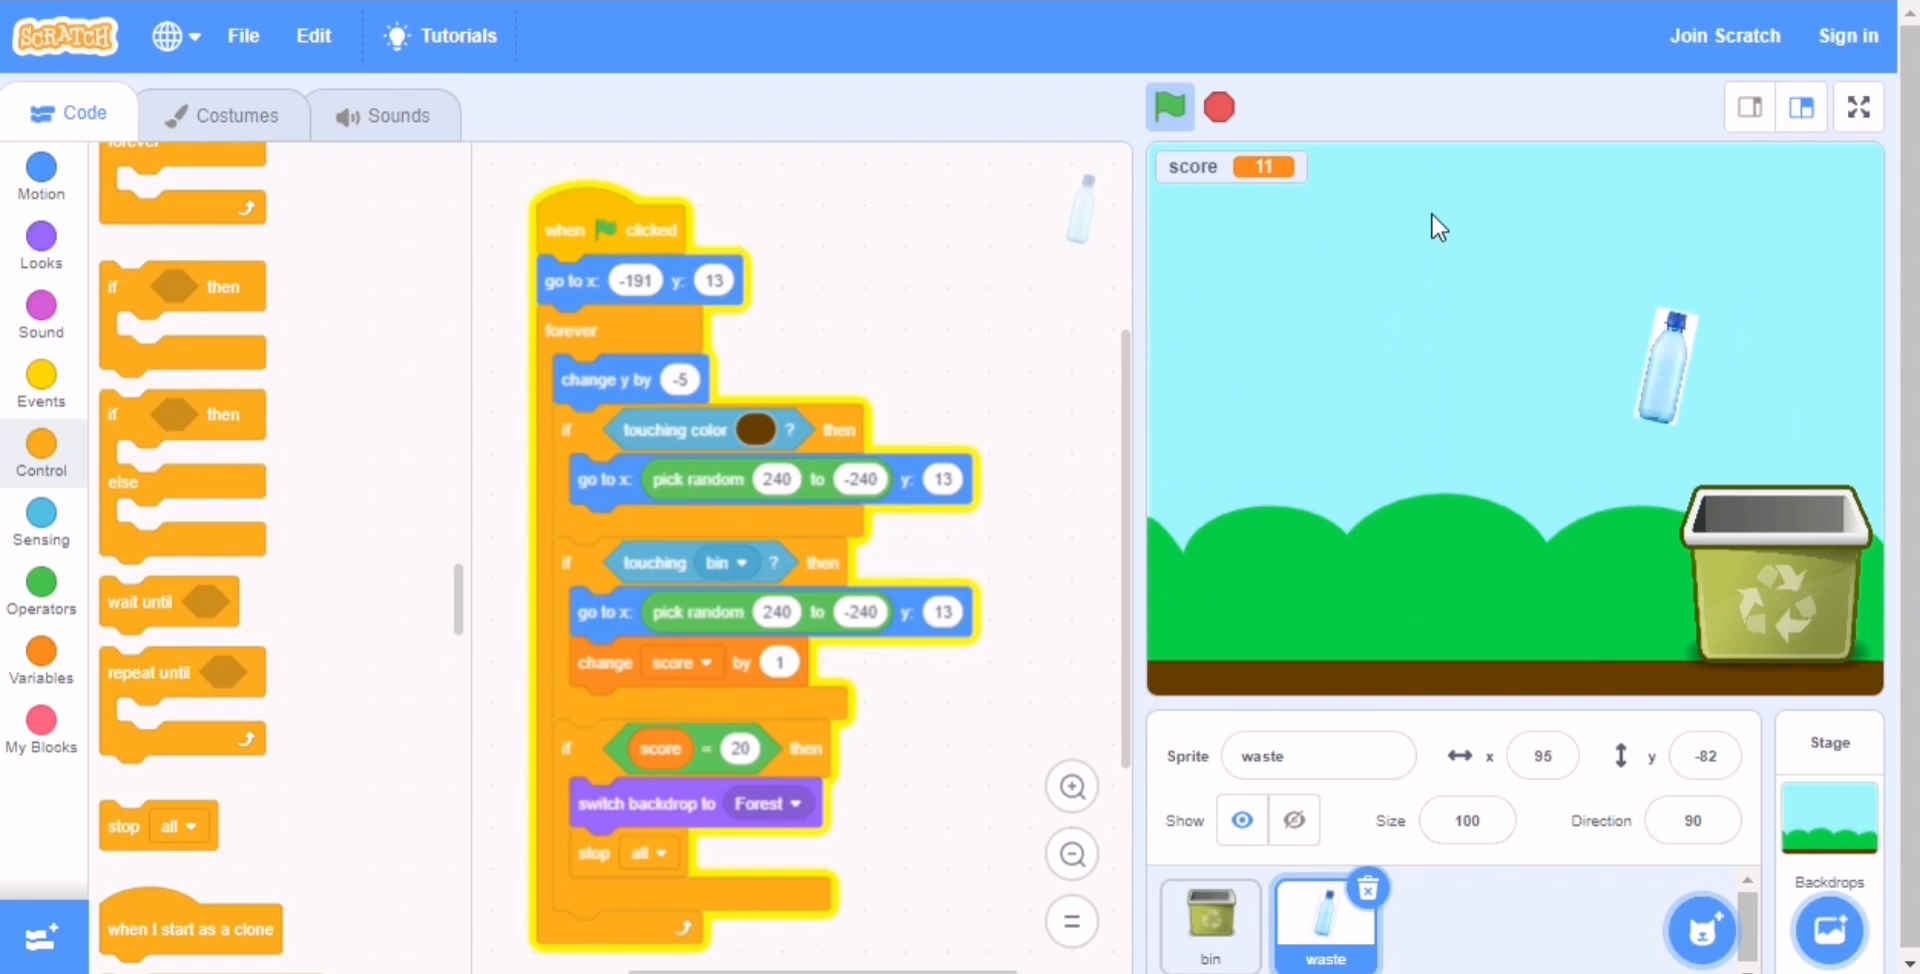 SCRATCH
File
Edit
Tutorials
Join Scratch
Sign in
Code
Costumes
Sounds
Motion
Looks
Sound
Events
Control
Sensing
Operators
Variables
My Blocks
forever
if then
if then
else
wait until
repeat until
stop all
when I start as a clone
when clicked
go to x: -191 y: 13
forever
change y by -5
if touching color ? then
go to x: pick random 240 to -240 y: 13
if touching bin ? then
go to x: pick random 240 to -240 y: 13
change score by 1
if score = 20 then
switch backdrop to Forest
stop all
score 11
Sprite waste x 95 y -82
Show Size 100 Direction 90
bin
waste
Stage
Backdrops